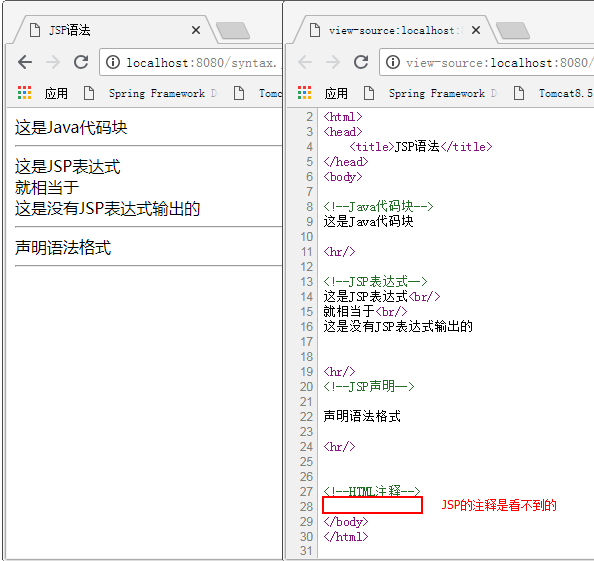 JSP语法
localhost:8080/syntax.
应用
Spring Framework D
Tomc
这是Java代码块
这是JSP表达式
就相当于
这是没有JSP表达式输出的
声明语法格式
view-source:localhost:
view-source:localhost:8080/
应用
Spring Framework D
Tomcat8.5
2 <html>
3 <head>
4 <title>JSP语法</title>
5 </head>
6 <body>
7
8 <!--Java代码块-->
9 这是Java代码块
10
11 <hr/>
12
13 <!--JSP表达式-->
14 这是JSP表达式<br/>
15 就相当于<br/>
16 这是没有JSP表达式输出的
17
18
19 <hr/>
20 <!--JSP声明-->
21
22 声明语法格式
23
24 <hr/>
25
26
27 <!--HTML注释-->
28 JSP的注释是看不到的
29 </body>
30 </html>
31